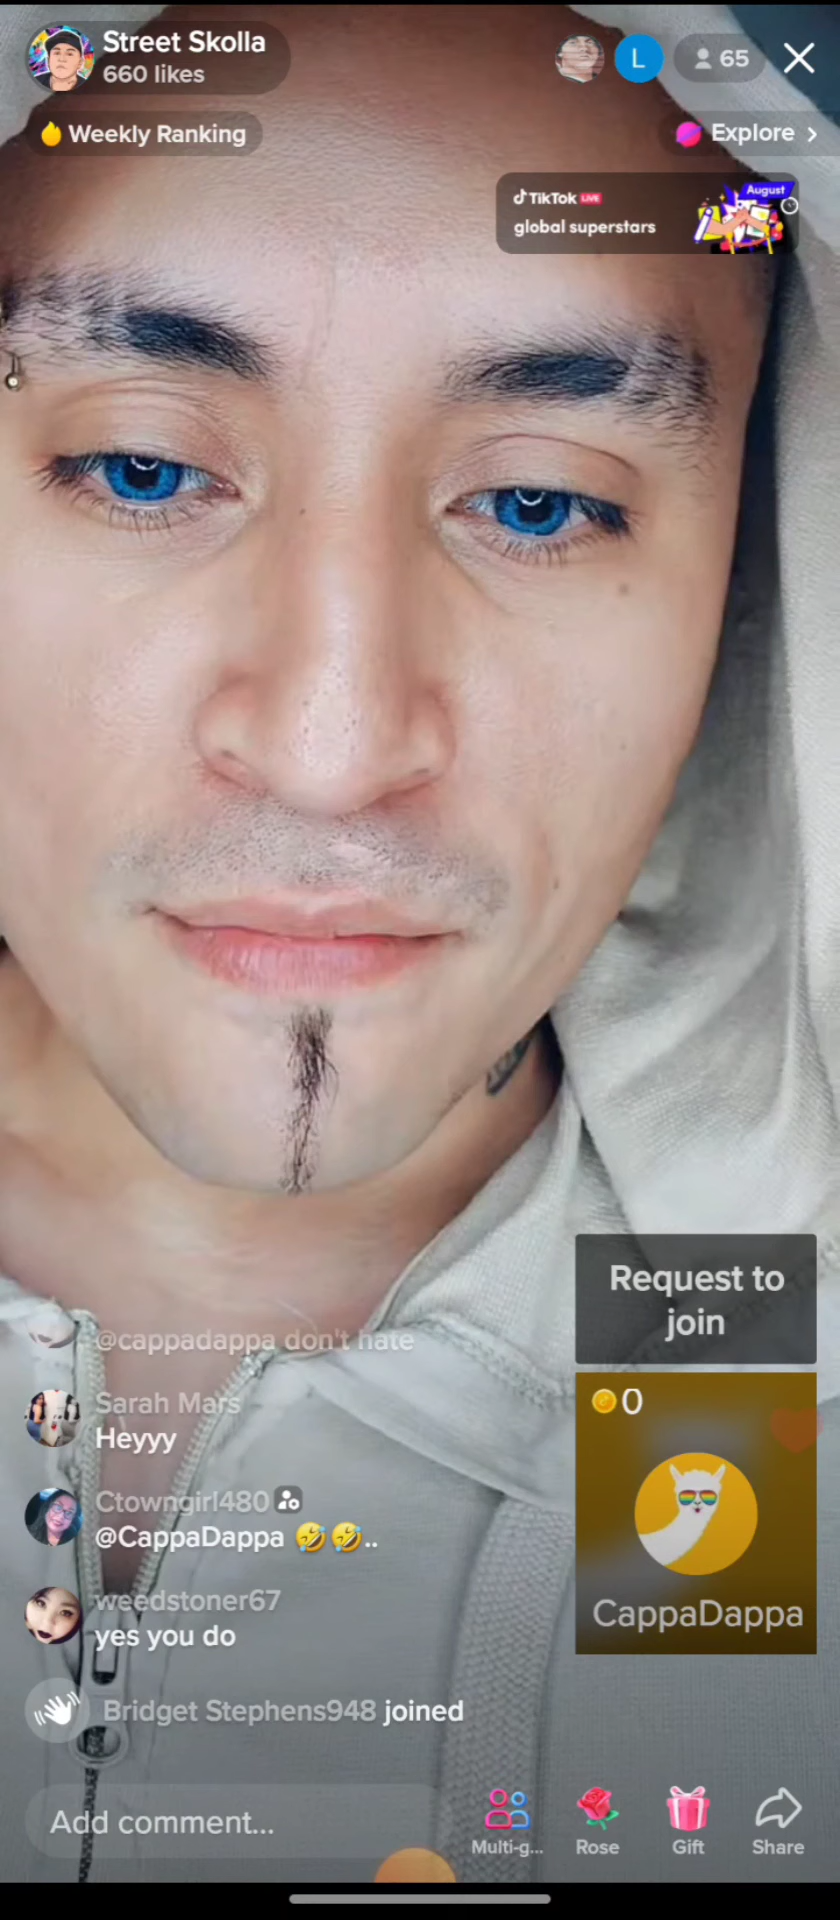 Street Skolla
660 likes
L
65
Weekly Ranking
Explore >
TikTok LIVE
global superstars
August
Request to
join
@cappadappa don't hate
Sarah Mars
Heyyy
Ctowngirl480
@CappaDappa 🤣🤣..
weedstoner67
yes you do
Bridget Stephens948 joined
0
CappaDappa
Add comment...
Multi-g...
Rose
Gift
Share